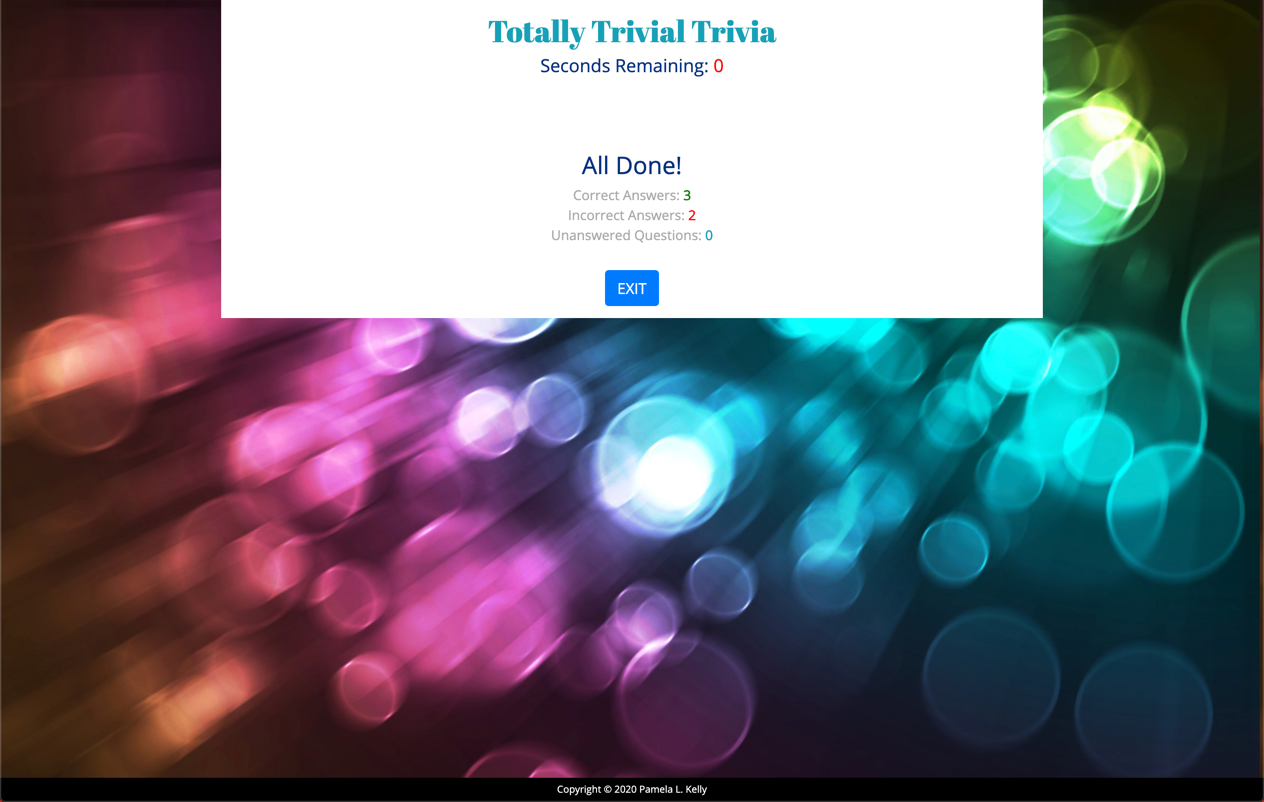 Totally Trivial Trivia
Seconds Remaining: 0
All Done!
Correct Answers: 3
Incorrect Answers: 2
Unanswered Questions: 0
EXIT
Copyright © 2020 Pamela L. Kelly